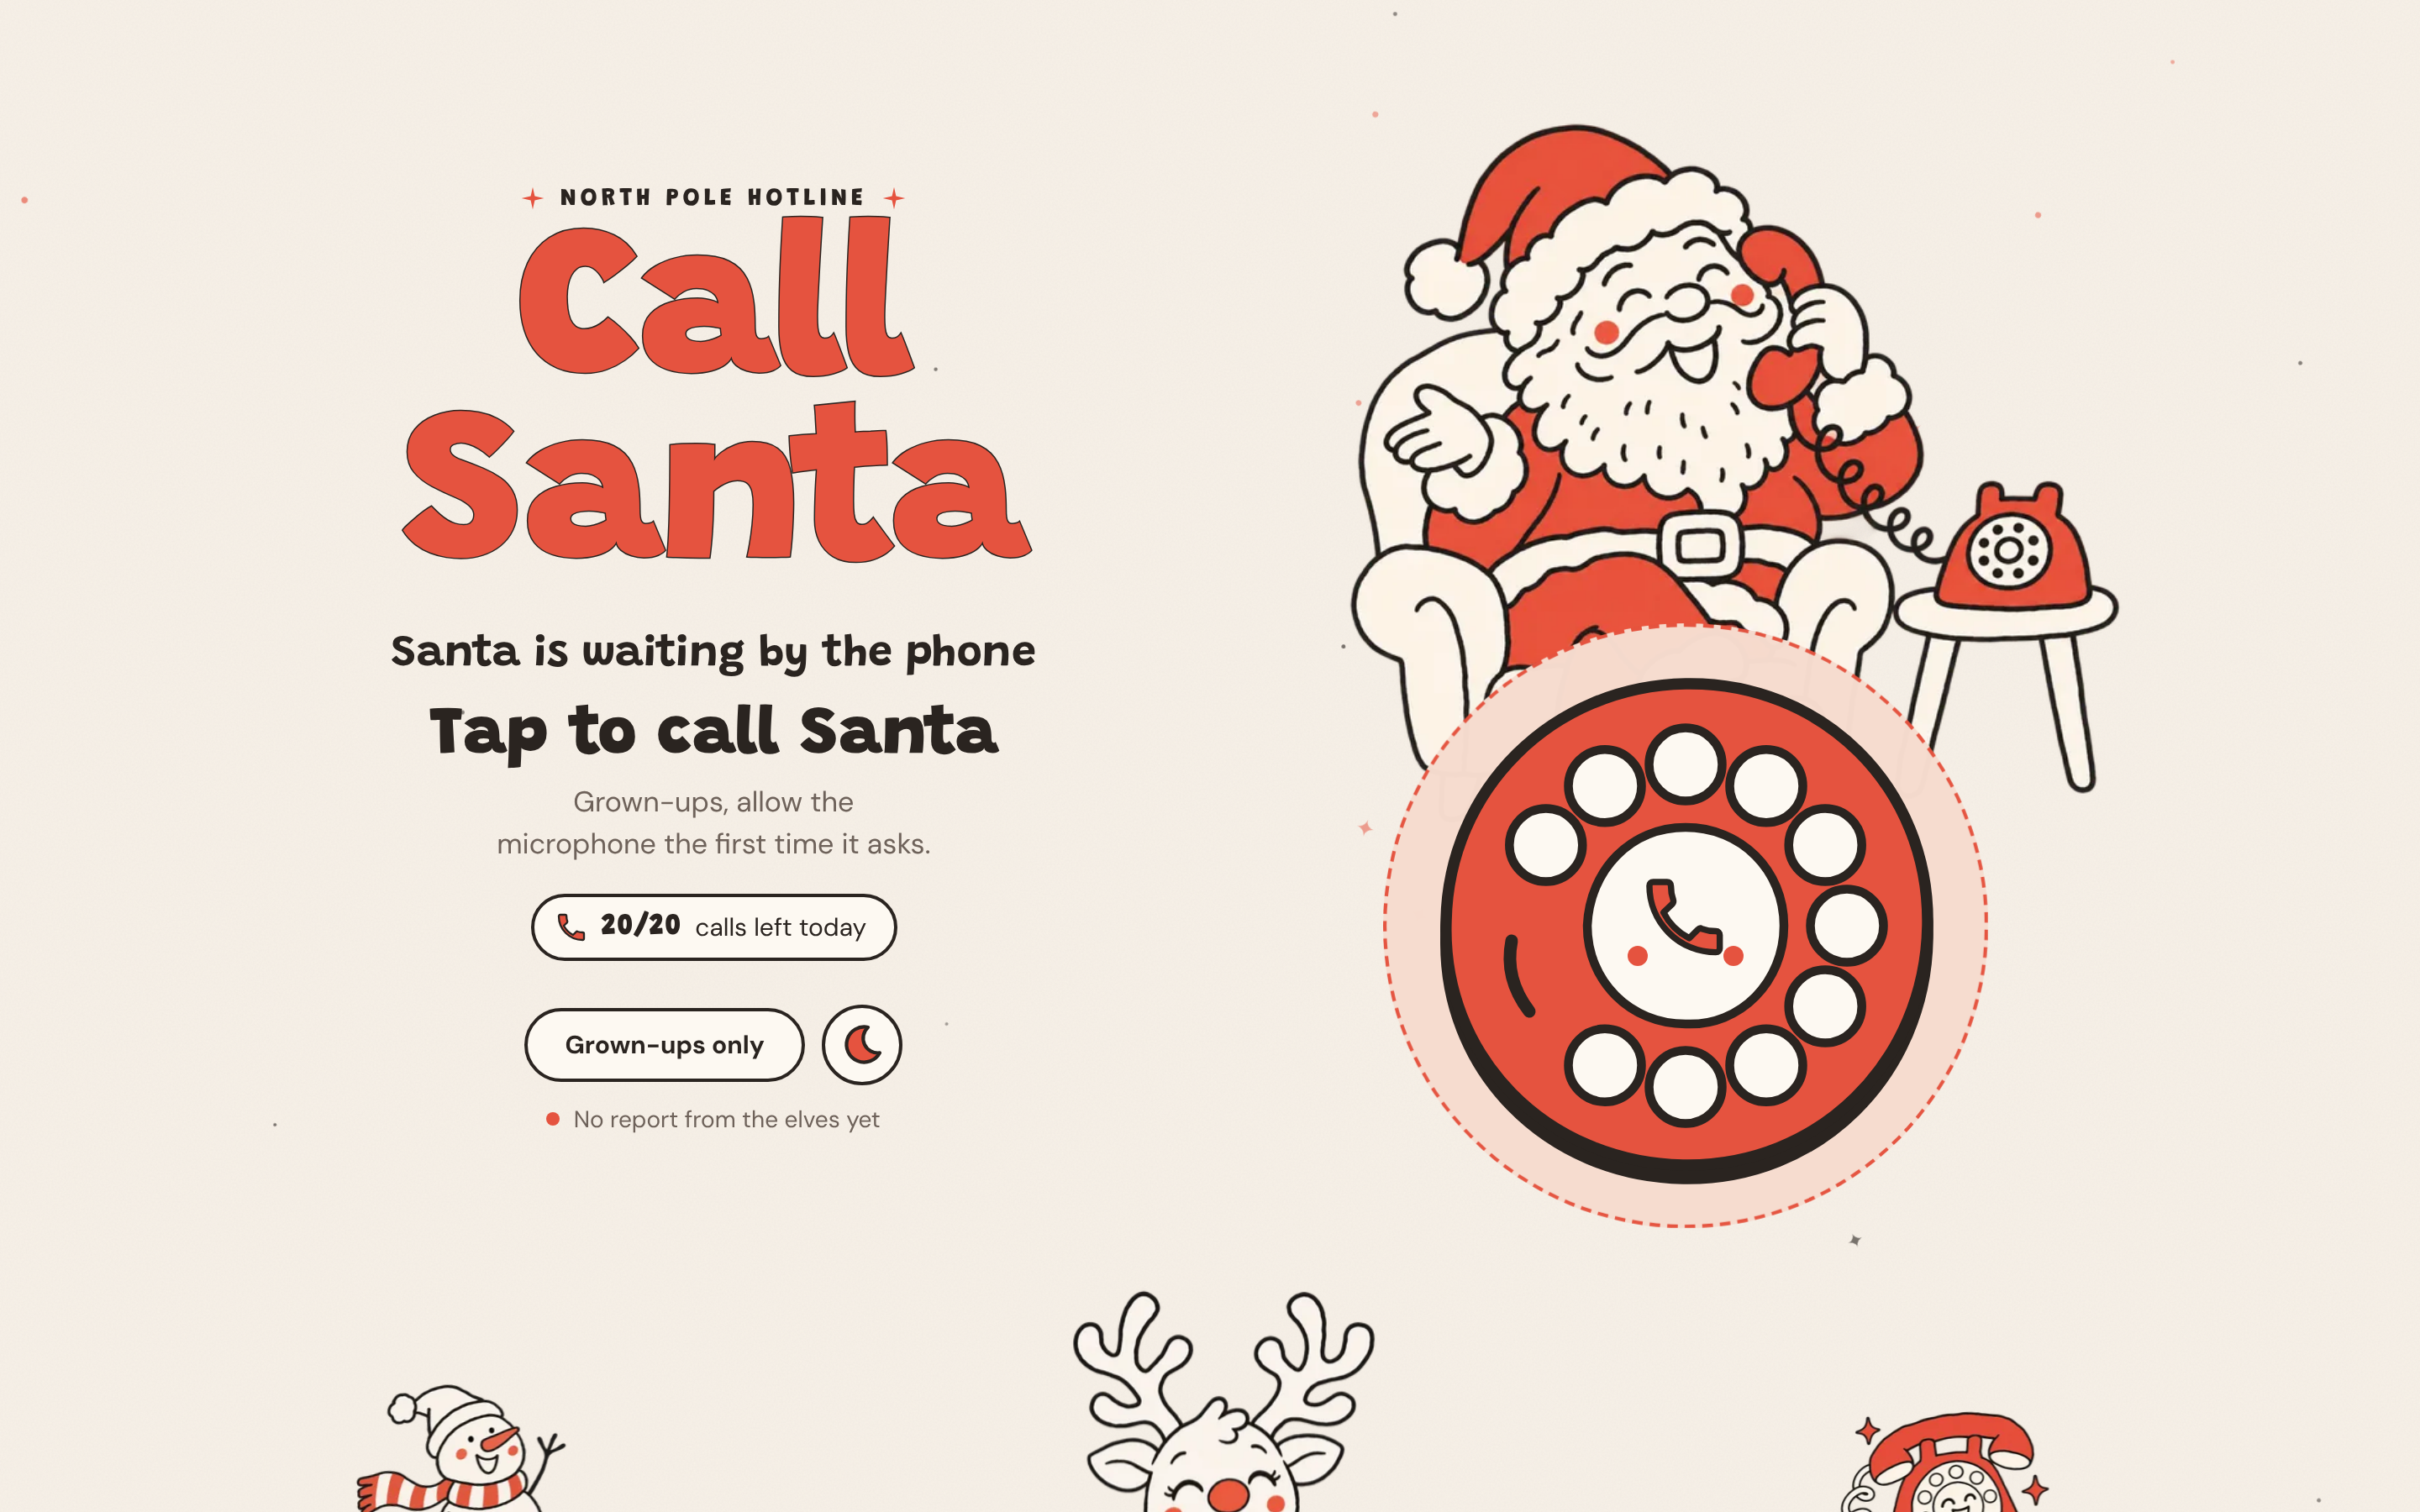 NORTH POLE HOTLINE
Call
Santa
Santa is waiting by the phone
Tap to call Santa
Grown-ups, allow the
microphone the first time it asks.
20/20 calls left today
Grown-ups only
No report from the elves yet